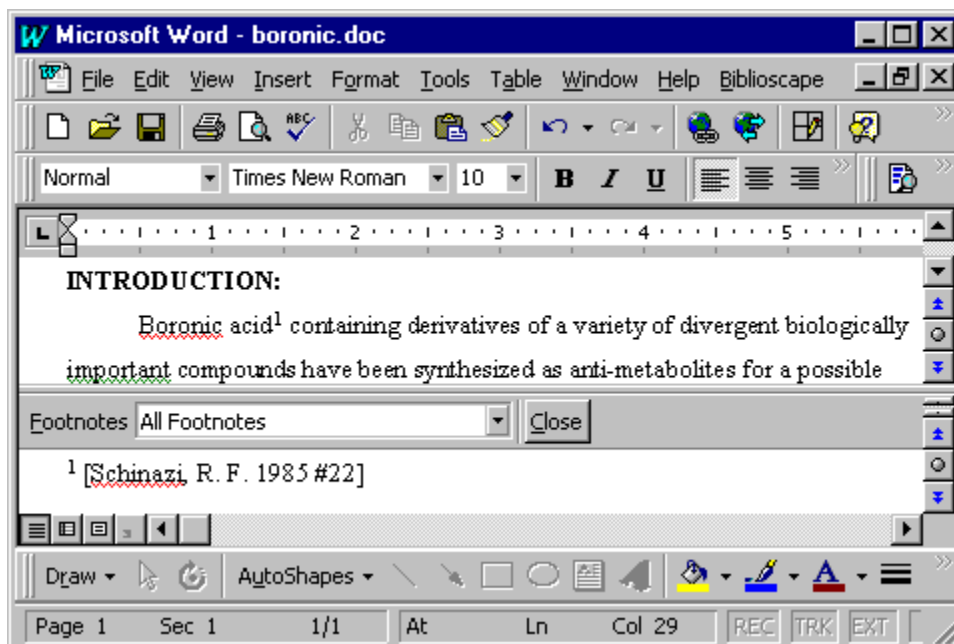 Microsoft Word - boronic.doc
File Edit View Insert Format Tools Table Window Help Biblioscape
ABC
Normal Times New Roman 10 B I U
1 2 3 4 5
INTRODUCTION:
Boronic acid1 containing derivatives of a variety of divergent biologically
important compounds have been synthesized as anti-metabolites for a possible
Footnotes All Footnotes Close
1 [Schinazi, R. F. 1985 #22]
Draw AutoShapes A
Page 1 Sec 1 1/1 At Ln Col 29 REC TRK EXT